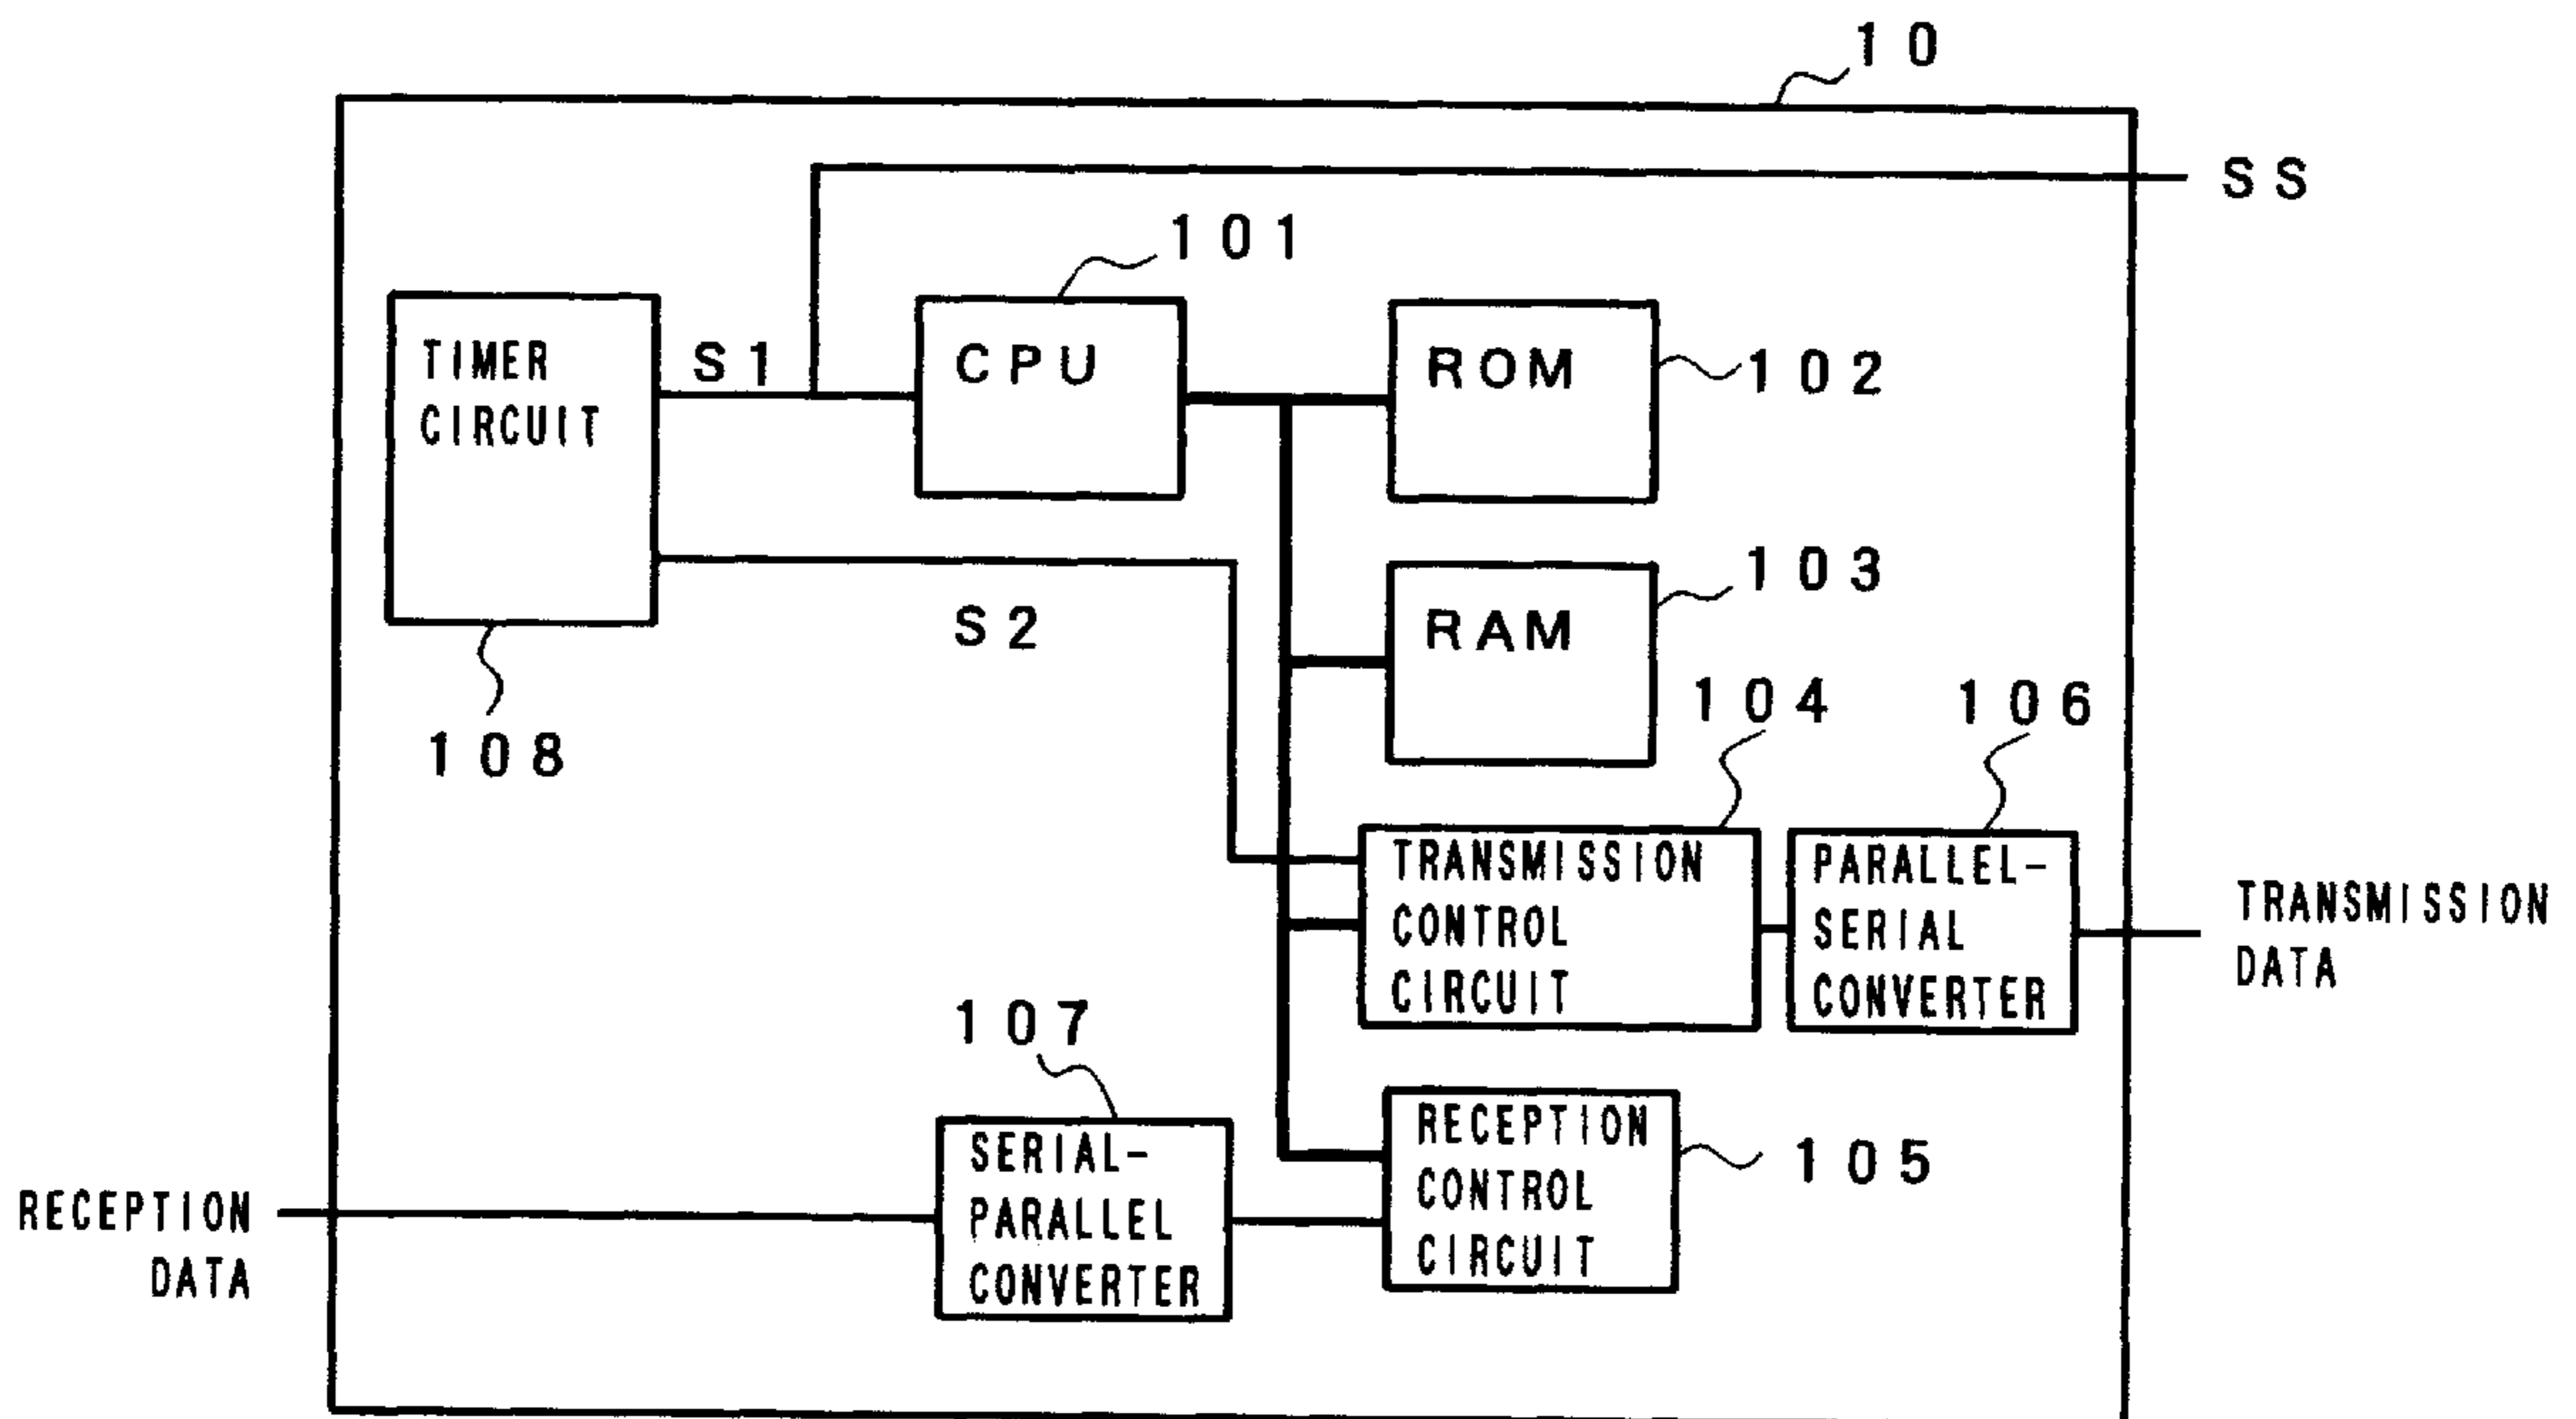 10
SS
101
TIMER
CIRCUIT
S1
CPU
ROM
102
S2
RAM
103
108
104
106
TRANSMISSION
CONTROL
CIRCUIT
PARALLEL-
SERIAL
CONVERTER
TRANSMISSION
DATA
107
SERIAL-
PARALLEL
CONVERTER
RECEPTION
CONTROL
CIRCUIT
105
RECEPTION
DATA